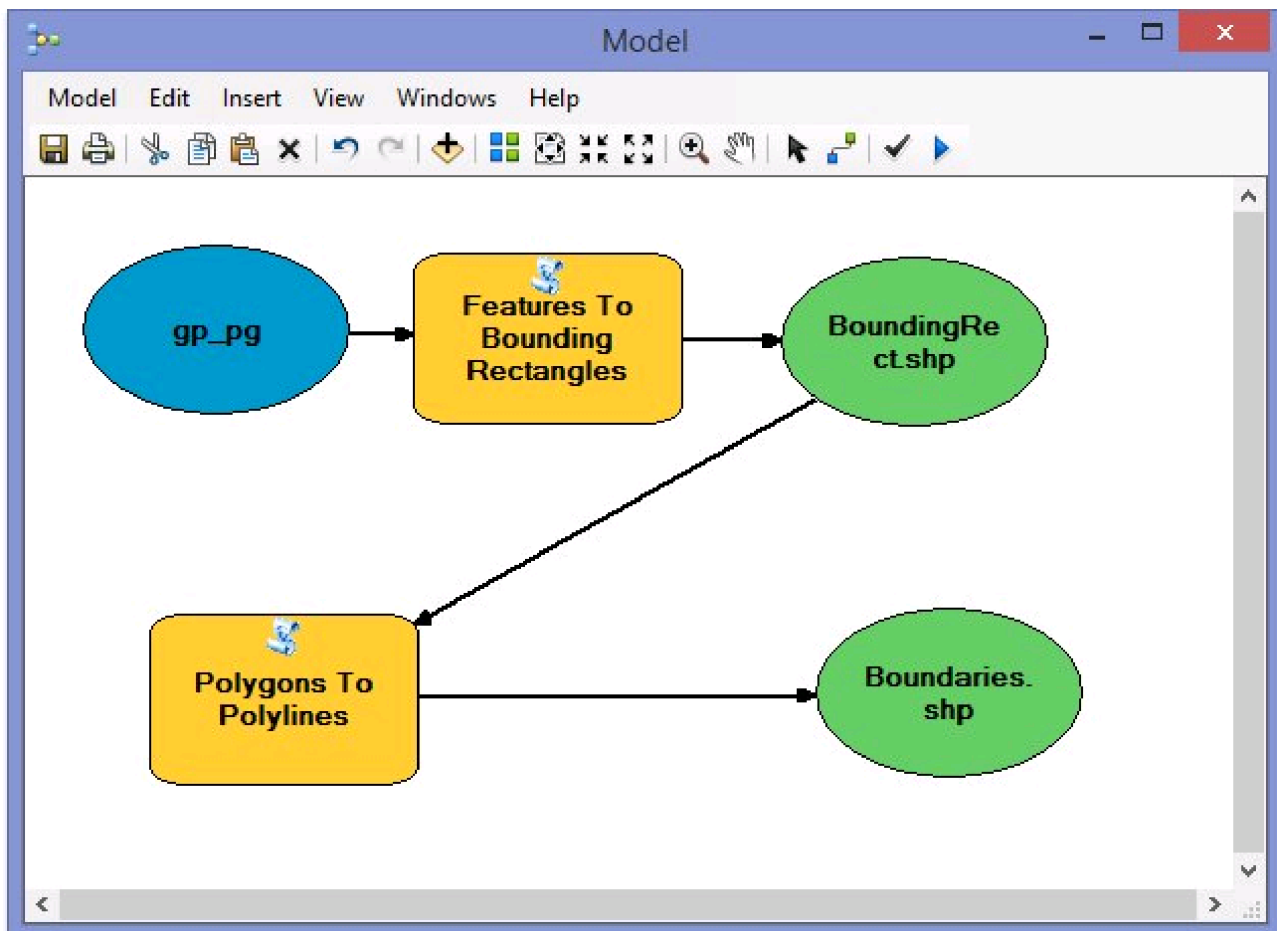 Model
Model Edit Insert View Windows Help
gp_pg
Features To
Bounding
Rectangles
BoundingRe
ct.shp
Polygons To
Polylines
Boundaries.
shp